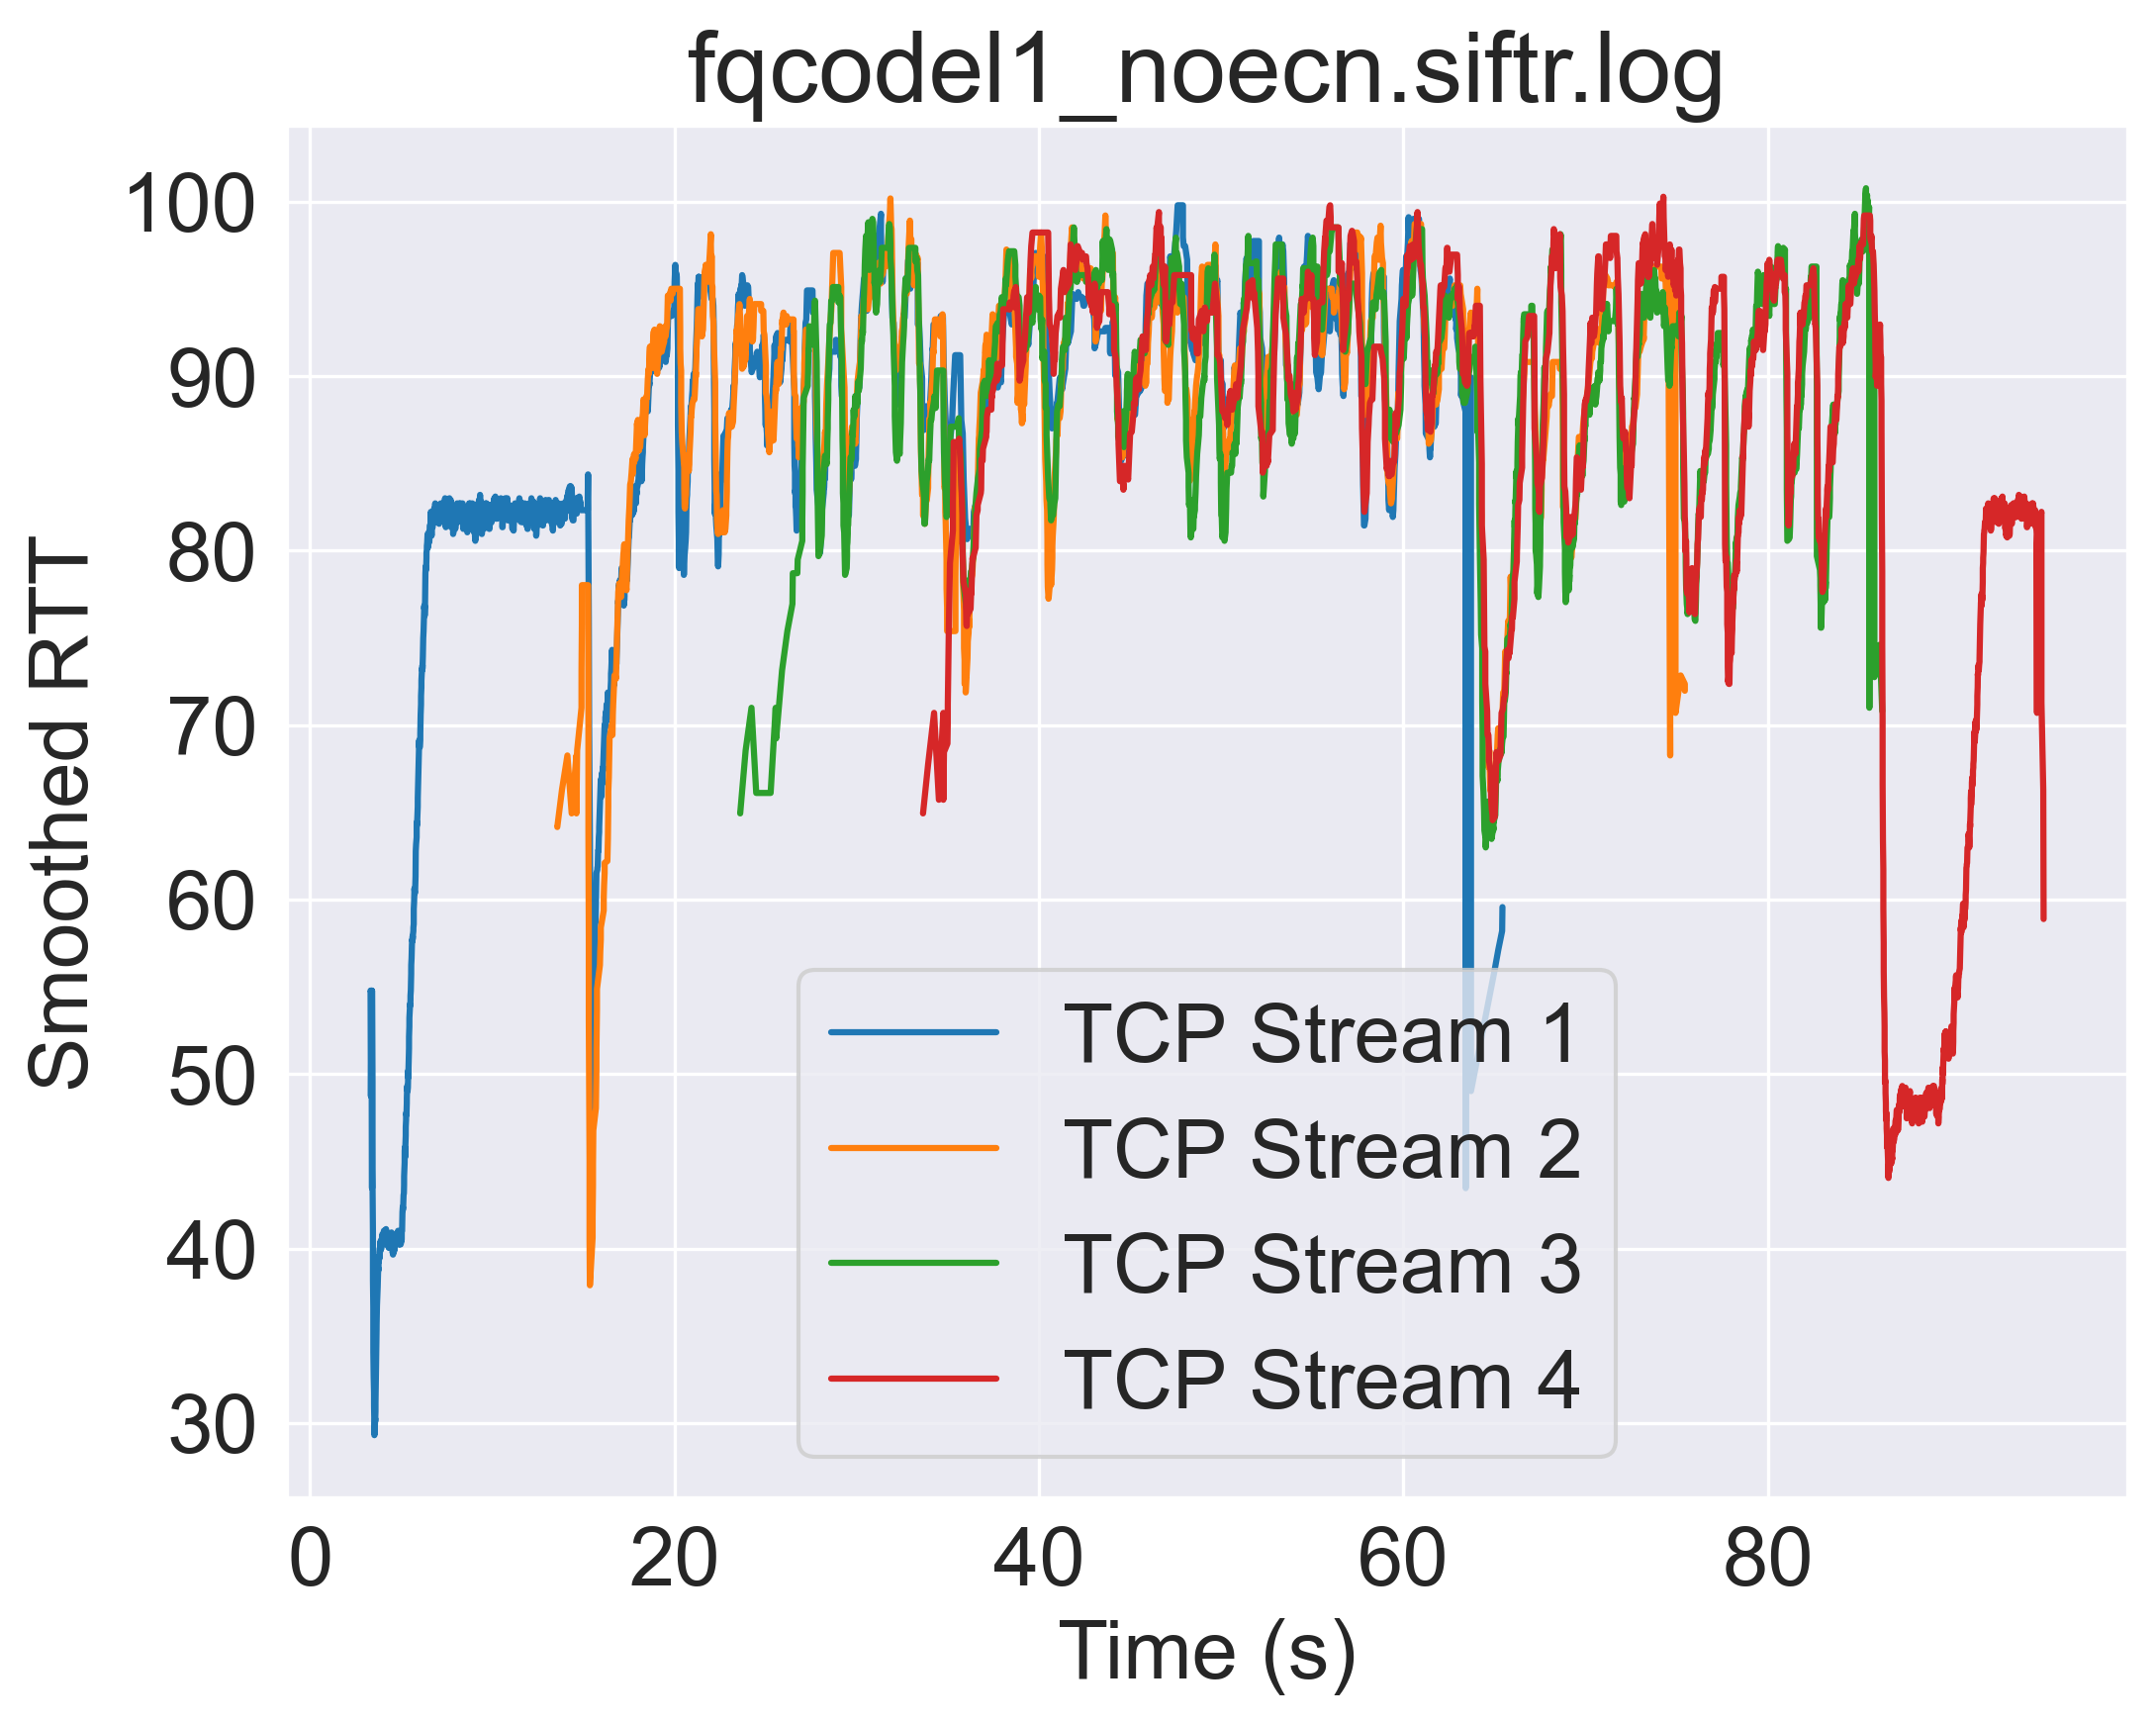 fqcodel1_noecn.siftr.log
Smoothed RTT
100
90
80
70
60
50
40
30
TCP Stream 1
TCP Stream 2
TCP Stream 3
TCP Stream 4
0 20 40 60 80
Time (s)